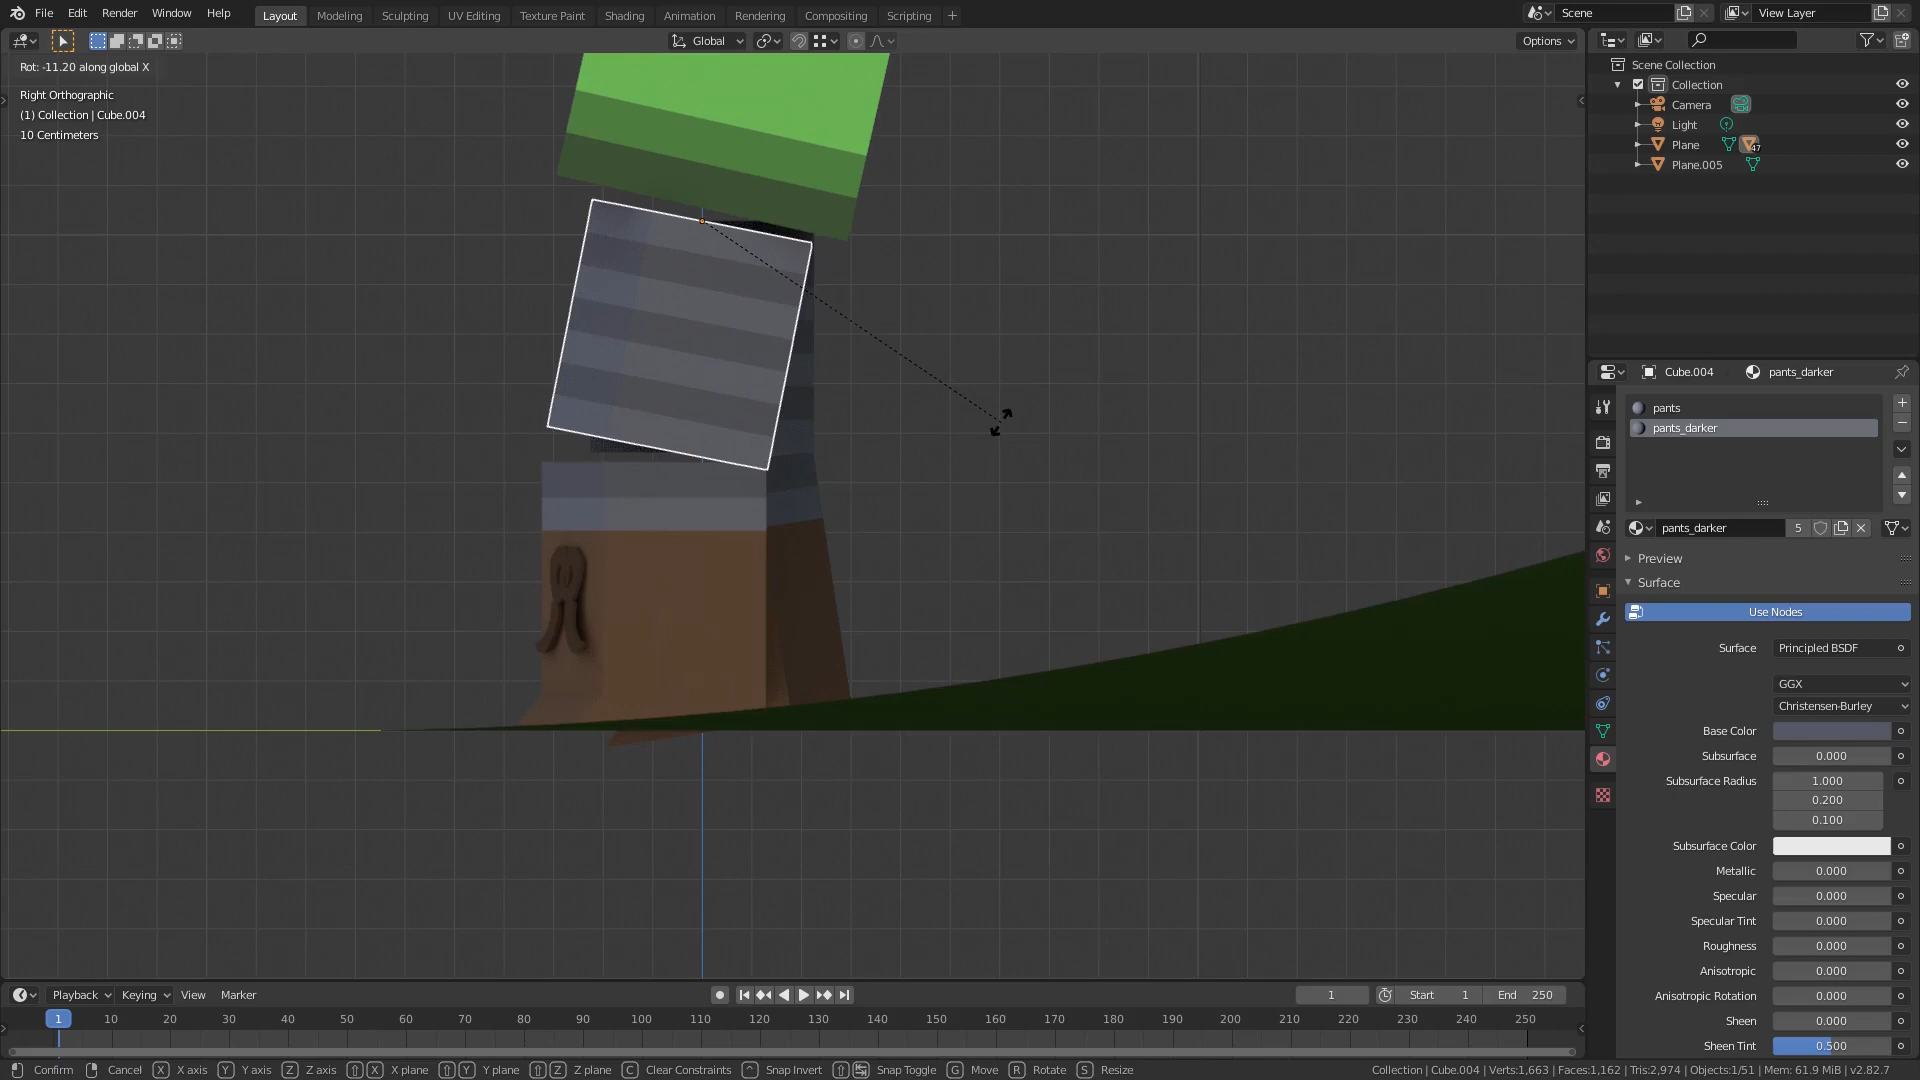 File Edit Render Window Help Layout Modeling Sculpting UV Editing Texture Paint Shading Animation Rendering Compositing Scripting + Scene View Layer
Global Options
Rot: -11.20 along global X
Right Orthographic
(1) Collection | Cube.004
10 Centimeters
Scene Collection
Collection
Camera
Light
Plane 47
Plane.005
Cube.004 pants_darker
pants
pants_darker
pants_darker 5
Preview
Surface
Use Nodes
Surface Principled BSDF
GGX
Christensen-Burley
Base Color
Subsurface 0.000
Subsurface Radius 1.000
0.200
0.100
Subsurface Color
Metallic 0.000
Specular 0.000
Specular Tint 0.000
Roughness 0.000
Anisotropic 0.000
Anisotropic Rotation 0.000
Sheen 0.000
Sheen Tint 0.500
Playback Keying View Marker 1 Start 1 End 250
1 10 20 30 40 50 60 70 80 90 100 110 120 130 140 150 160 170 180 190 200 210 220 230 240 250
Confirm Cancel X X axis Y Y axis Z Z axis X X plane Y Y plane Z Z plane C Clear Constraints Snap Invert Snap Toggle G Move R Rotate S Resize Collection | Cube.004 | Verts:1,663 | Faces:1,162 | Tris:2,974 | Objects:1/51 | Mem: 61.9 MiB | v2.82.7